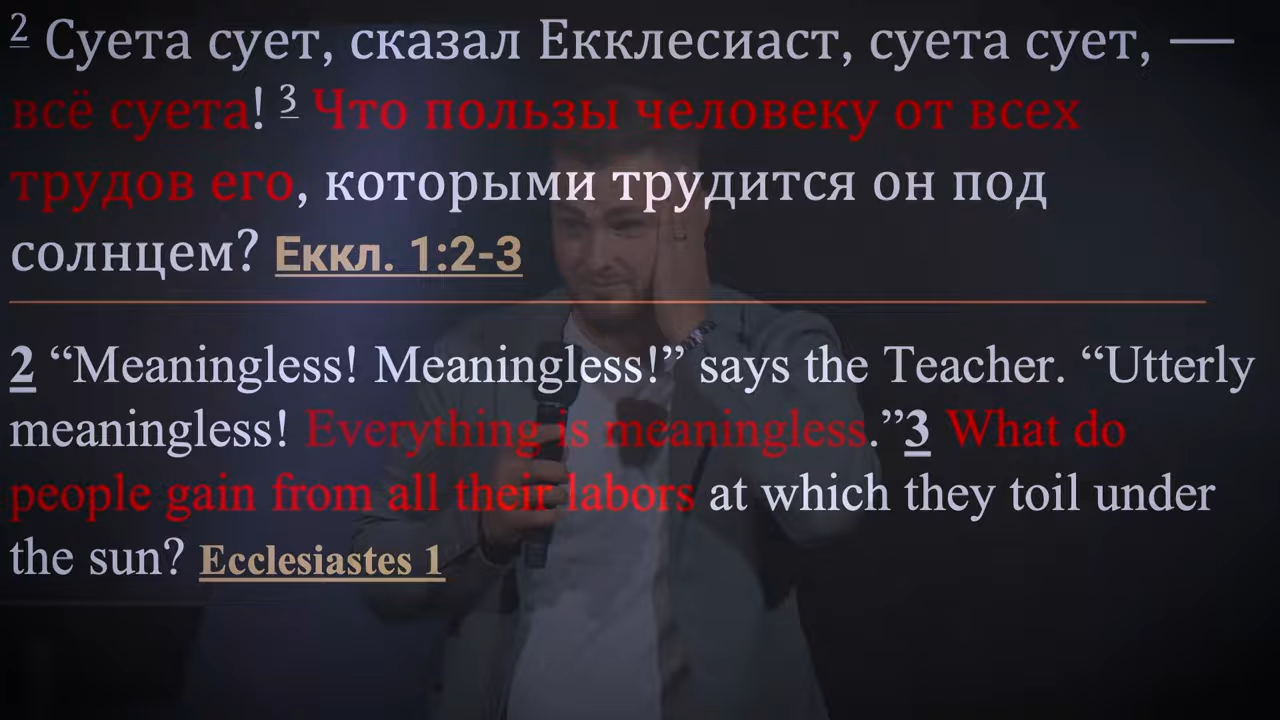 2 Суета сует, сказал Екклесиаст, суета сует, —
всё суета! 3 Что пользы человеку от всех
трудов его, которыми трудится он под
солнцем? Еккл. 1:2-3
2 “Meaningless! Meaningless!” says the Teacher. “Utterly
meaningless! Everything is meaningless.”3 What do
people gain from all their labors at which they toil under
the sun? Ecclesiastes 1